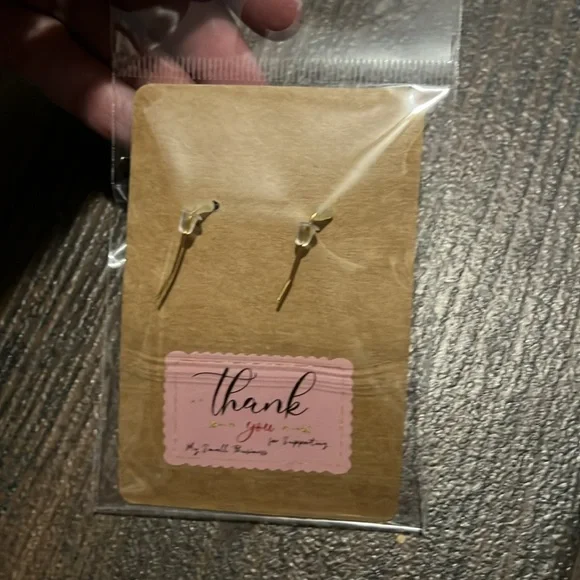 thank
you
for Supporting
My Small Business